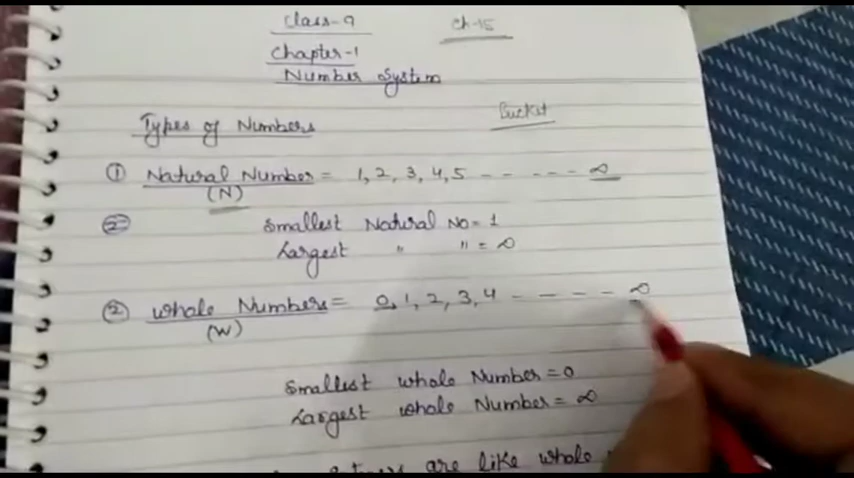 Class-9
Ch-15
Chapter-1
Number System
Types of Numbers
Bucket
① Natural Number = 1, 2, 3, 4, 5 - - - - - ∞
(N)
② Smallest Natural No = 1
Largest " " = ∞
② Whole Numbers = 0, 1, 2, 3, 4 - - - - ∞
(W)
Smallest whole Number = 0
Largest whole Number = ∞
are like whole